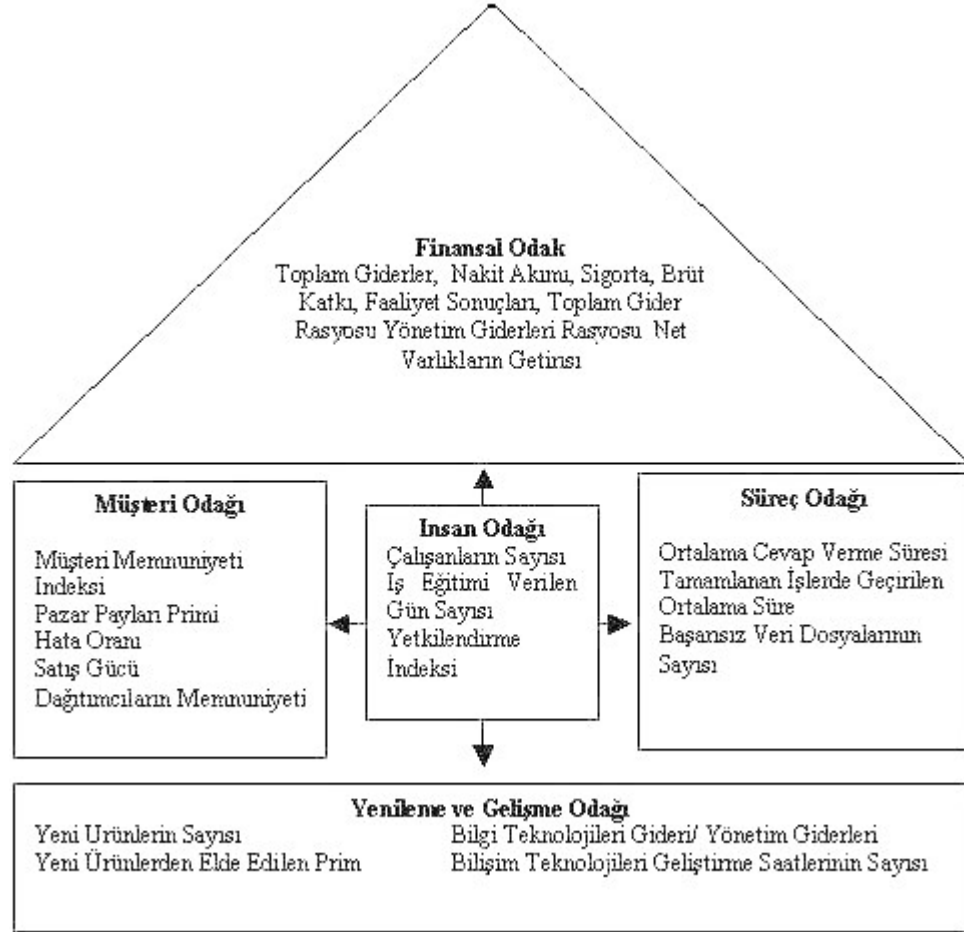 Finansal Odak
Toplam Giderler, Nakit Akımı, Sigorta, Brüt
Katkı, Faaliyet Sonuçları, Toplam Gider
Rasyosu Yönetim Giderleri Rasyosu Net
Varlıkların Getirisi
Müşteri Odağı
Müşteri Memnuniyeti
Indeksi
Pazar Payları Primi
Hata Oranı
Satış Gücü
Dağıtımcıların Memnuniyeti
Insan Odağı
Çalışanların Sayısı
Iş Eğitimi Verilen
Gün Sayısı
Yetkilendirme
İndeksi
Süreç Odağı
Ortalama Cevap Verme Süresi
Tamamlanan İşlerde Geçirilen
Ortalama Süre
Başarısız Veri Dosyalarının
Sayısı
Yenileme ve Gelişme Odağı
Yeni Urünlerin Sayısı
Yeni Ürünlerden Elde Edilen Prim
Bilgi Teknolojileri Gideri/ Yönetim Giderleri
Bilişim Teknolojileri Geliştirme Saatlerinin Sayısı